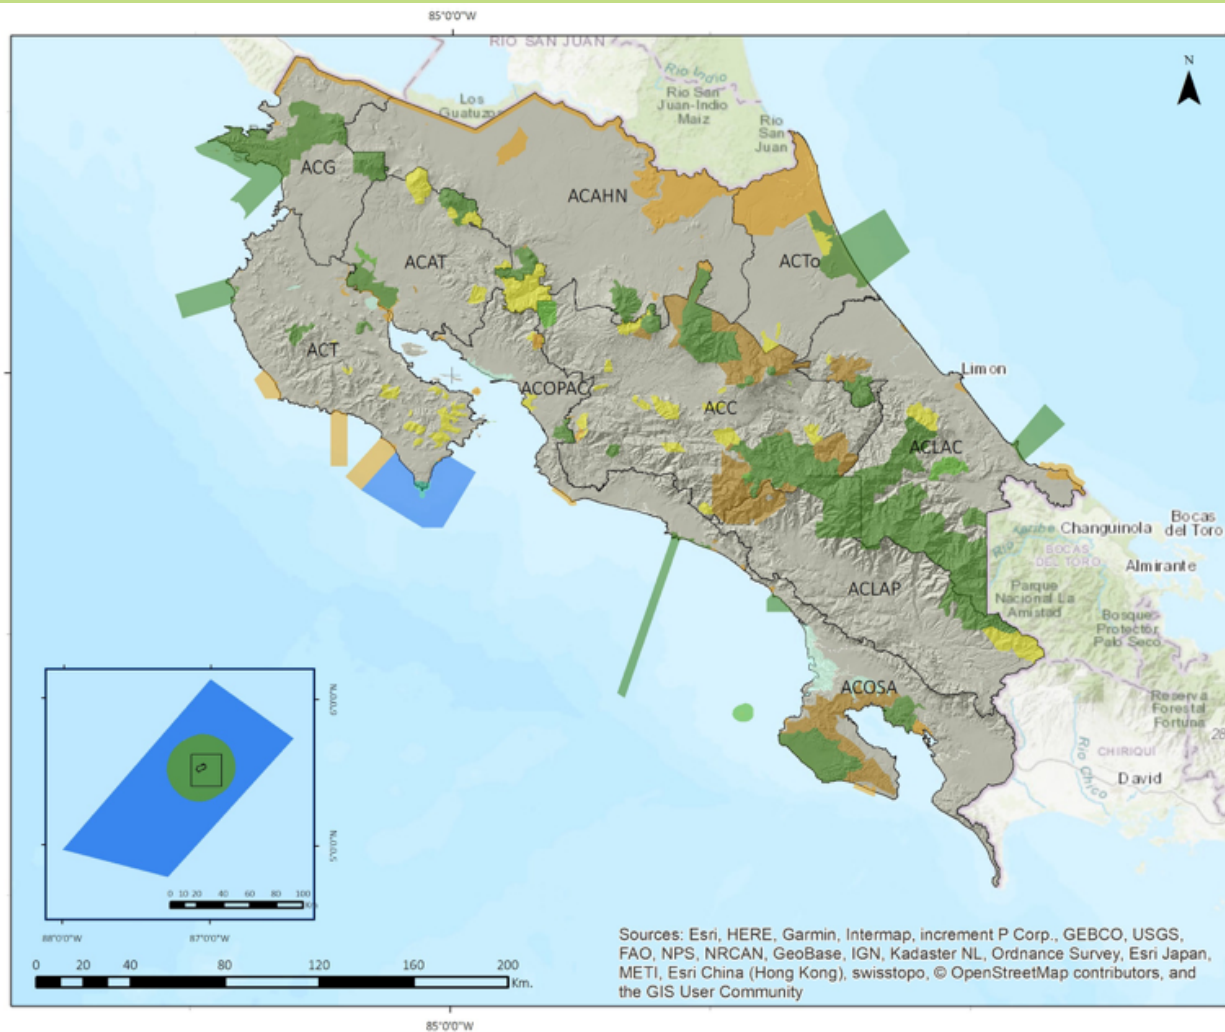 85°0'0"W
RIO SAN JUAN
N
Rio Indio
Los
Guatuzos
Rio San
Juan-Indio
Maiz
Rio
San
Juan
ACG
ACAHN
ACAT
ACTo
ACT
Limon
ACOPAC
ACC
ACLAC
Bocas
del Toro
Changuinola
BOCAS
DEL TORO
Almirante
Parque
Nacional La
Amistad
ACLAP
Bosque
Protector
Palo Seco
ACOSA
Reserva
Forestal
Fortuna
CHIRIQUI
David
Rio Chico
6°0'0"N
5°0'0"N
0 10 20 40 60 80 100
88°0'0"W
87°0'0"W
0 40 80 120 160 200
Km.
Sources: Esri, HERE, Garmin, Intermap, increment P Corp., GEBCO, USGS,
FAO, NPS, NRCAN, GeoBase, IGN, Kadaster NL, Ordnance Survey, Esri Japan,
METI, Esri China (Hong Kong), swisstopo, © OpenStreetMap contributors, and
the GIS User Community
85°0'0"W